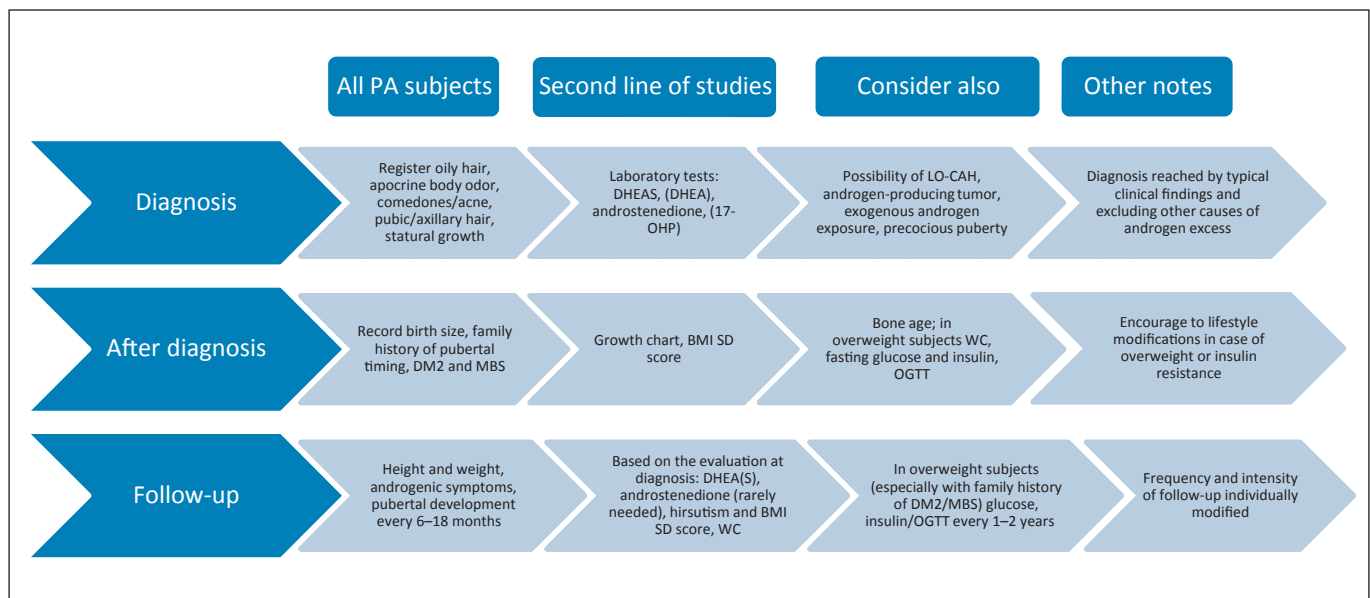 All PA subjects
Second line of studies
Consider also
Other notes
Diagnosis
Register oily hair,
apocrine body odor,
comedones/acne,
pubic/axillary hair,
statural growth
Laboratory tests:
DHEAS, (DHEA),
androstenedione, (17-
OHP)
Possibility of LO-CAH,
androgen-producing tumor,
exogenous androgen
exposure, precocious puberty
Diagnosis reached by typical
clinical findings and
excluding other causes of
androgen excess
After diagnosis
Record birth size, family
history of pubertal
timing, DM2 and MBS
Growth chart, BMI SD
score
Bone age; in
overweight subjects WC,
fasting glucose and insulin,
OGTT
Encourage to lifestyle
modifications in case of
overweight or insulin
resistance
Follow-up
Height and weight,
androgenic symptoms,
pubertal development
every 6–18 months
Based on the evaluation at
diagnosis: DHEA(S),
androstenedione (rarely
needed), hirsutism and BMI
SD score, WC
In overweight subjects
(especially with family history
of DM2/MBS) glucose,
insulin/OGTT every 1–2 years
Frequency and intensity
of follow-up individually
modified